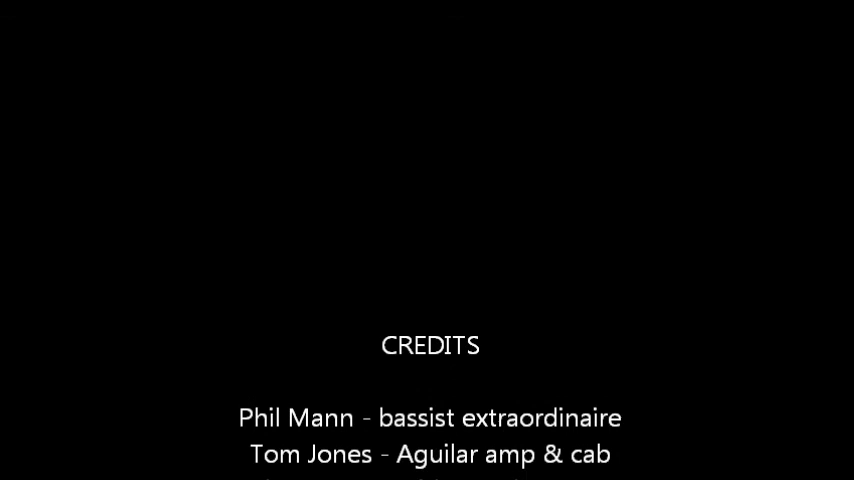 CREDITS
Phil Mann - bassist extraordinaire
Tom Jones - Aguilar amp & cab